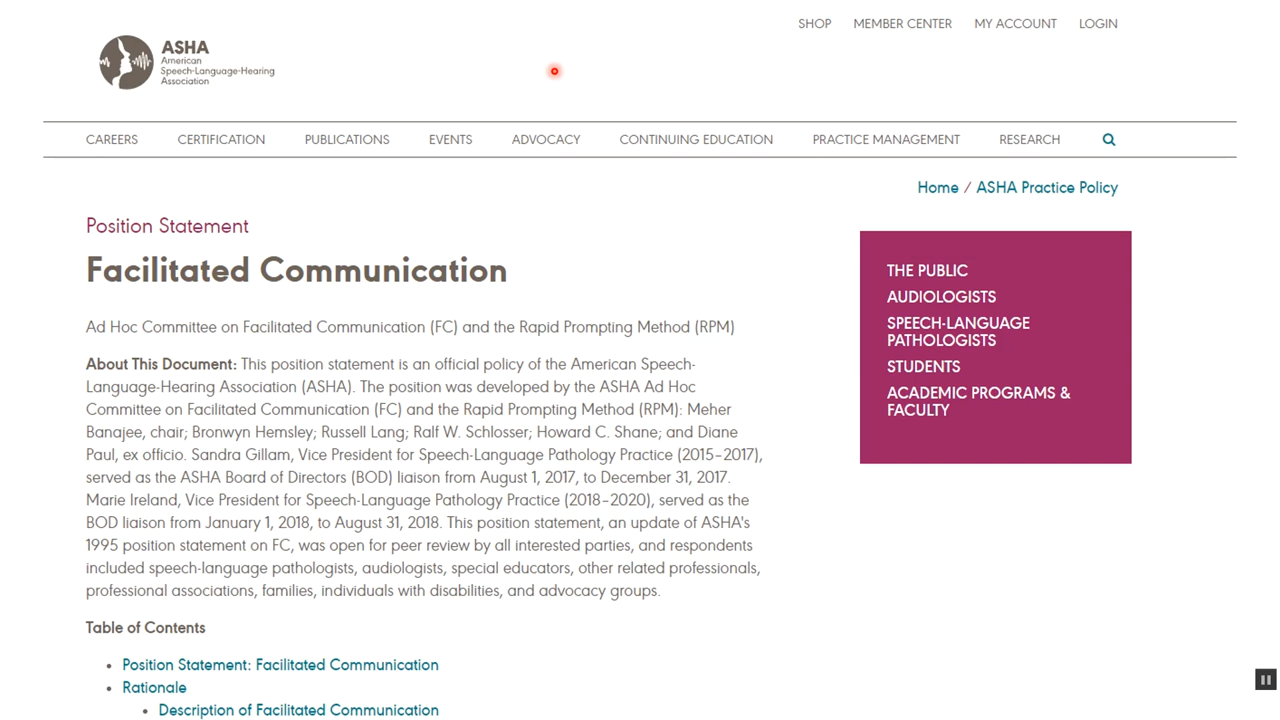 SHOP MEMBER CENTER MY ACCOUNT LOGIN
ASHA
American
Speech-Language-Hearing
Association
CAREERS CERTIFICATION PUBLICATIONS EVENTS ADVOCACY CONTINUING EDUCATION PRACTICE MANAGEMENT RESEARCH
Home / ASHA Practice Policy
Position Statement
Facilitated Communication
Ad Hoc Committee on Facilitated Communication (FC) and the Rapid Prompting Method (RPM)
About This Document: This position statement is an official policy of the American Speech-
Language-Hearing Association (ASHA). The position was developed by the ASHA Ad Hoc
Committee on Facilitated Communication (FC) and the Rapid Prompting Method (RPM): Meher
Banajee, chair; Bronwyn Hemsley; Russell Lang; Ralf W. Schlosser; Howard C. Shane; and Diane
Paul, ex officio. Sandra Gillam, Vice President for Speech-Language Pathology Practice (2015–2017),
served as the ASHA Board of Directors (BOD) liaison from August 1, 2017, to December 31, 2017.
Marie Ireland, Vice President for Speech-Language Pathology Practice (2018–2020), served as the
BOD liaison from January 1, 2018, to August 31, 2018. This position statement, an update of ASHA's
1995 position statement on FC, was open for peer review by all interested parties, and respondents
included speech-language pathologists, audiologists, special educators, other related professionals,
professional associations, families, individuals with disabilities, and advocacy groups.
Table of Contents
• Position Statement: Facilitated Communication
• Rationale
• Description of Facilitated Communication
THE PUBLIC
AUDIOLOGISTS
SPEECH-LANGUAGE
PATHOLOGISTS
STUDENTS
ACADEMIC PROGRAMS &
FACULTY